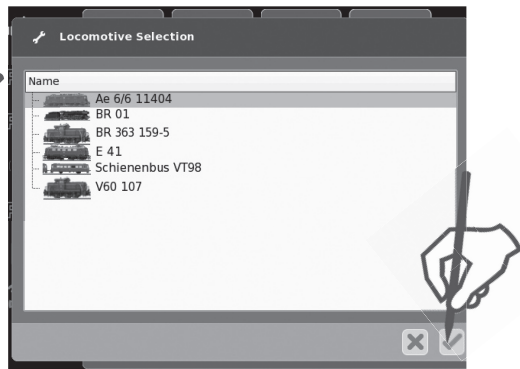 Locomotive Selection
Name
Ae 6/6 11404
BR 01
BR 363 159-5
E 41
Schienenbus VT98
V60 107